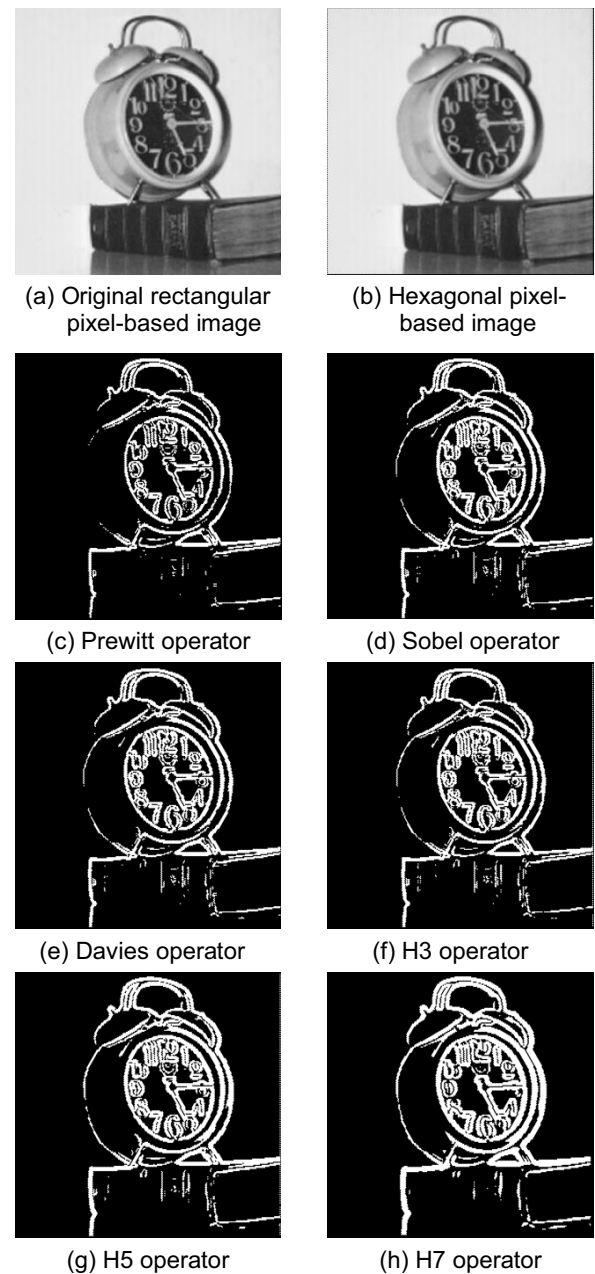 (a) Original rectangular
pixel-based image
(b) Hexagonal pixel-
based image
(c) Prewitt operator
(d) Sobel operator
(e) Davies operator
(f) H3 operator
(g) H5 operator
(h) H7 operator